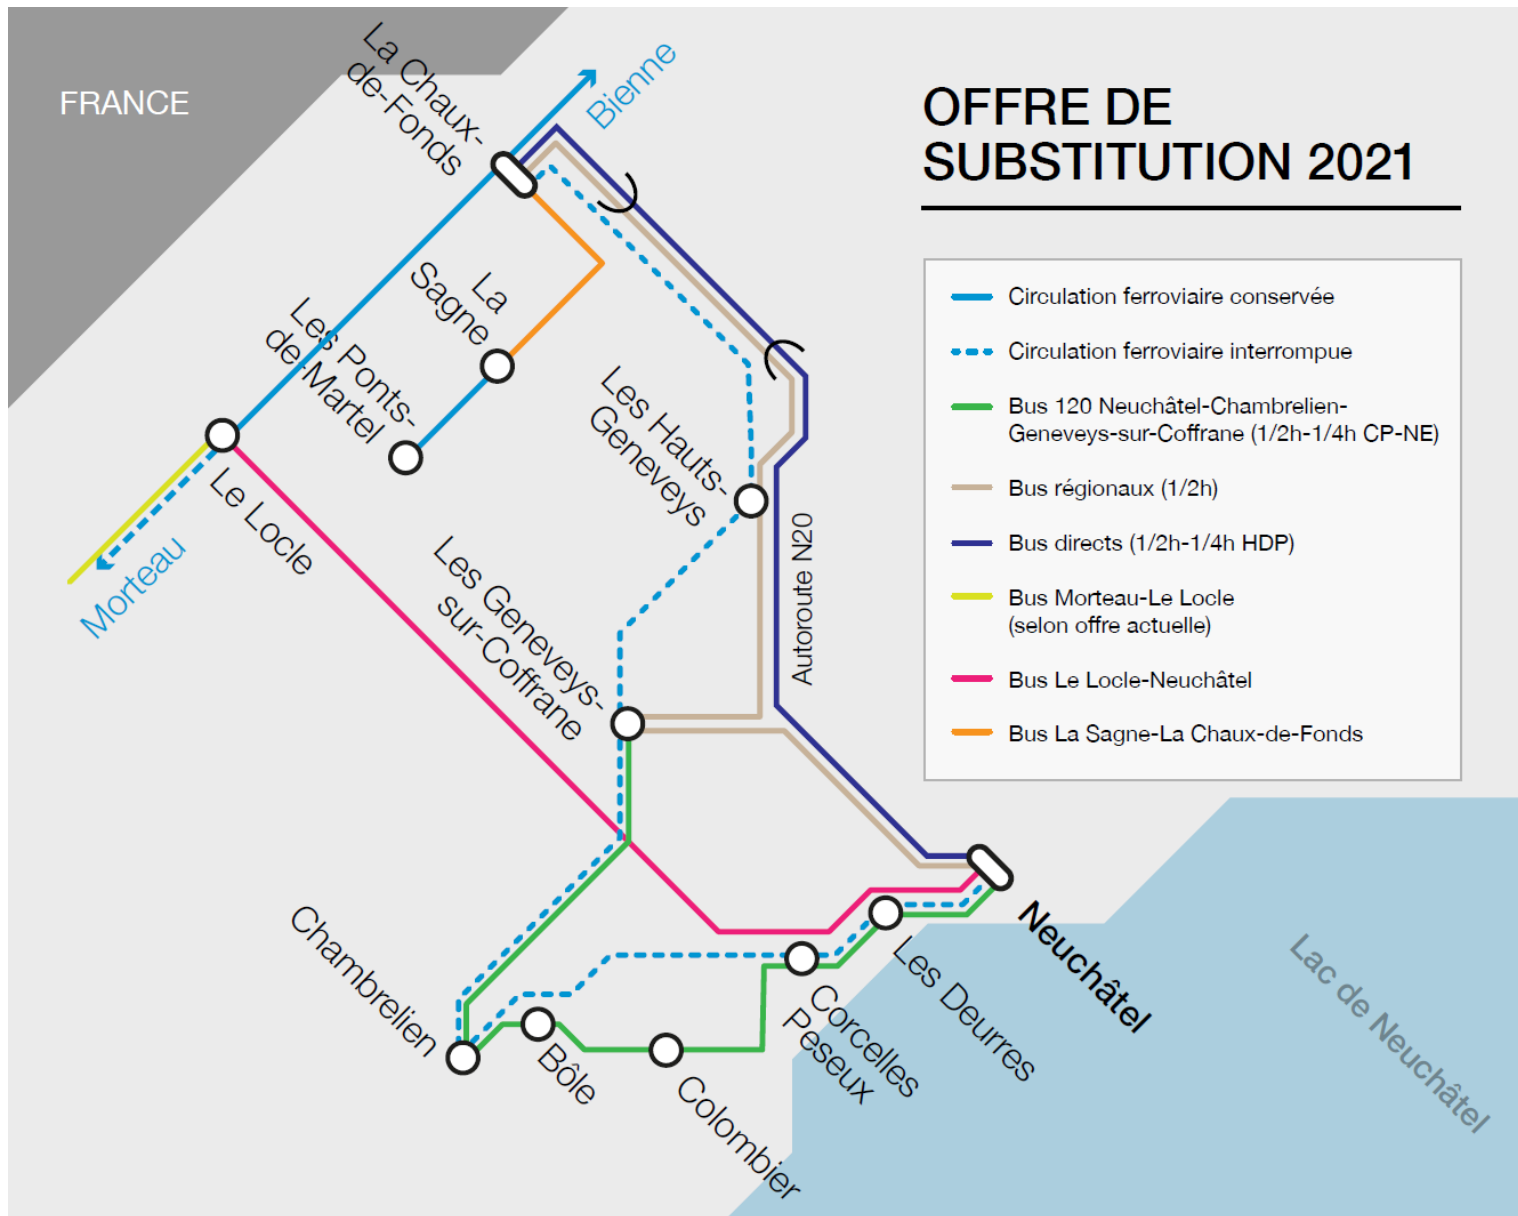 FRANCE
La Chaux-
de-Fonds
Bienne
OFFRE DE
SUBSTITUTION 2021
Circulation ferroviaire conservée
Circulation ferroviaire interrompue
Bus 120 Neuchâtel-Chambrelien-
Geneveys-sur-Coffrane (1/2h-1/4h CP-NE)
Bus régionaux (1/2h)
Bus directs (1/2h-1/4h HDP)
Bus Morteau-Le Locle
(selon offre actuelle)
Bus Le Locle-Neuchâtel
Bus La Sagne-La Chaux-de-Fonds
La
Sagne
Les Ponts-
de-Martel
Les Hauts-
Geneveys
Le Locle
Morteau
Les Geneveys-
sur-Coffrane
Autoroute N20
Chambrelien
Bôle
Colombier
Corcelles
Peseux
Les Deurres
Neuchâtel
Lac de Neuchâtel